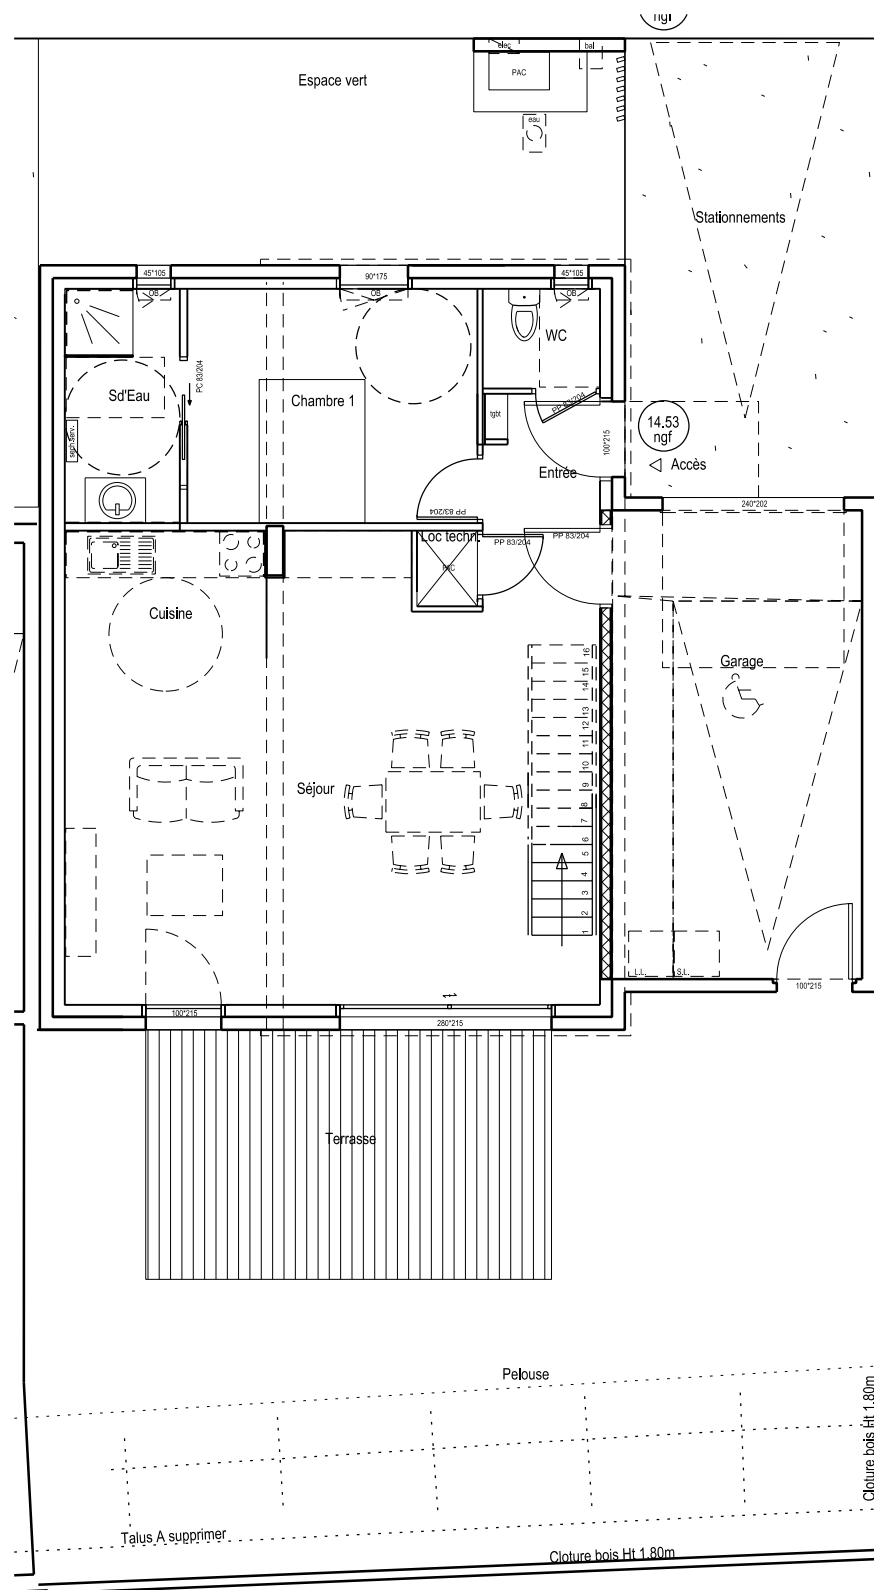 ngf
elec
bal
PAC
Espace vert
eau
Stationnements
45*105
90*175
45*105
OB
OB
OB
WC
PC 83/204
Sd'Eau
Chambre 1
PP 83/204
tgbt
14.53
ngf
100*215
Accès
Entrée
sech.serv.
240*202
PP 83/204
Loc techn.
PP 83/204
PP 83/204
PAC
Cuisine
Garage
16
15
14
13
12
11
10
9
8
7
6
5
4
3
2
1
Séjour
L.L.
S.L.
100*215
100*215
280*215
Terrasse
Pelouse
Cloture bois Ht 1.80m
Talus A supprimer
Cloture bois Ht 1.80m